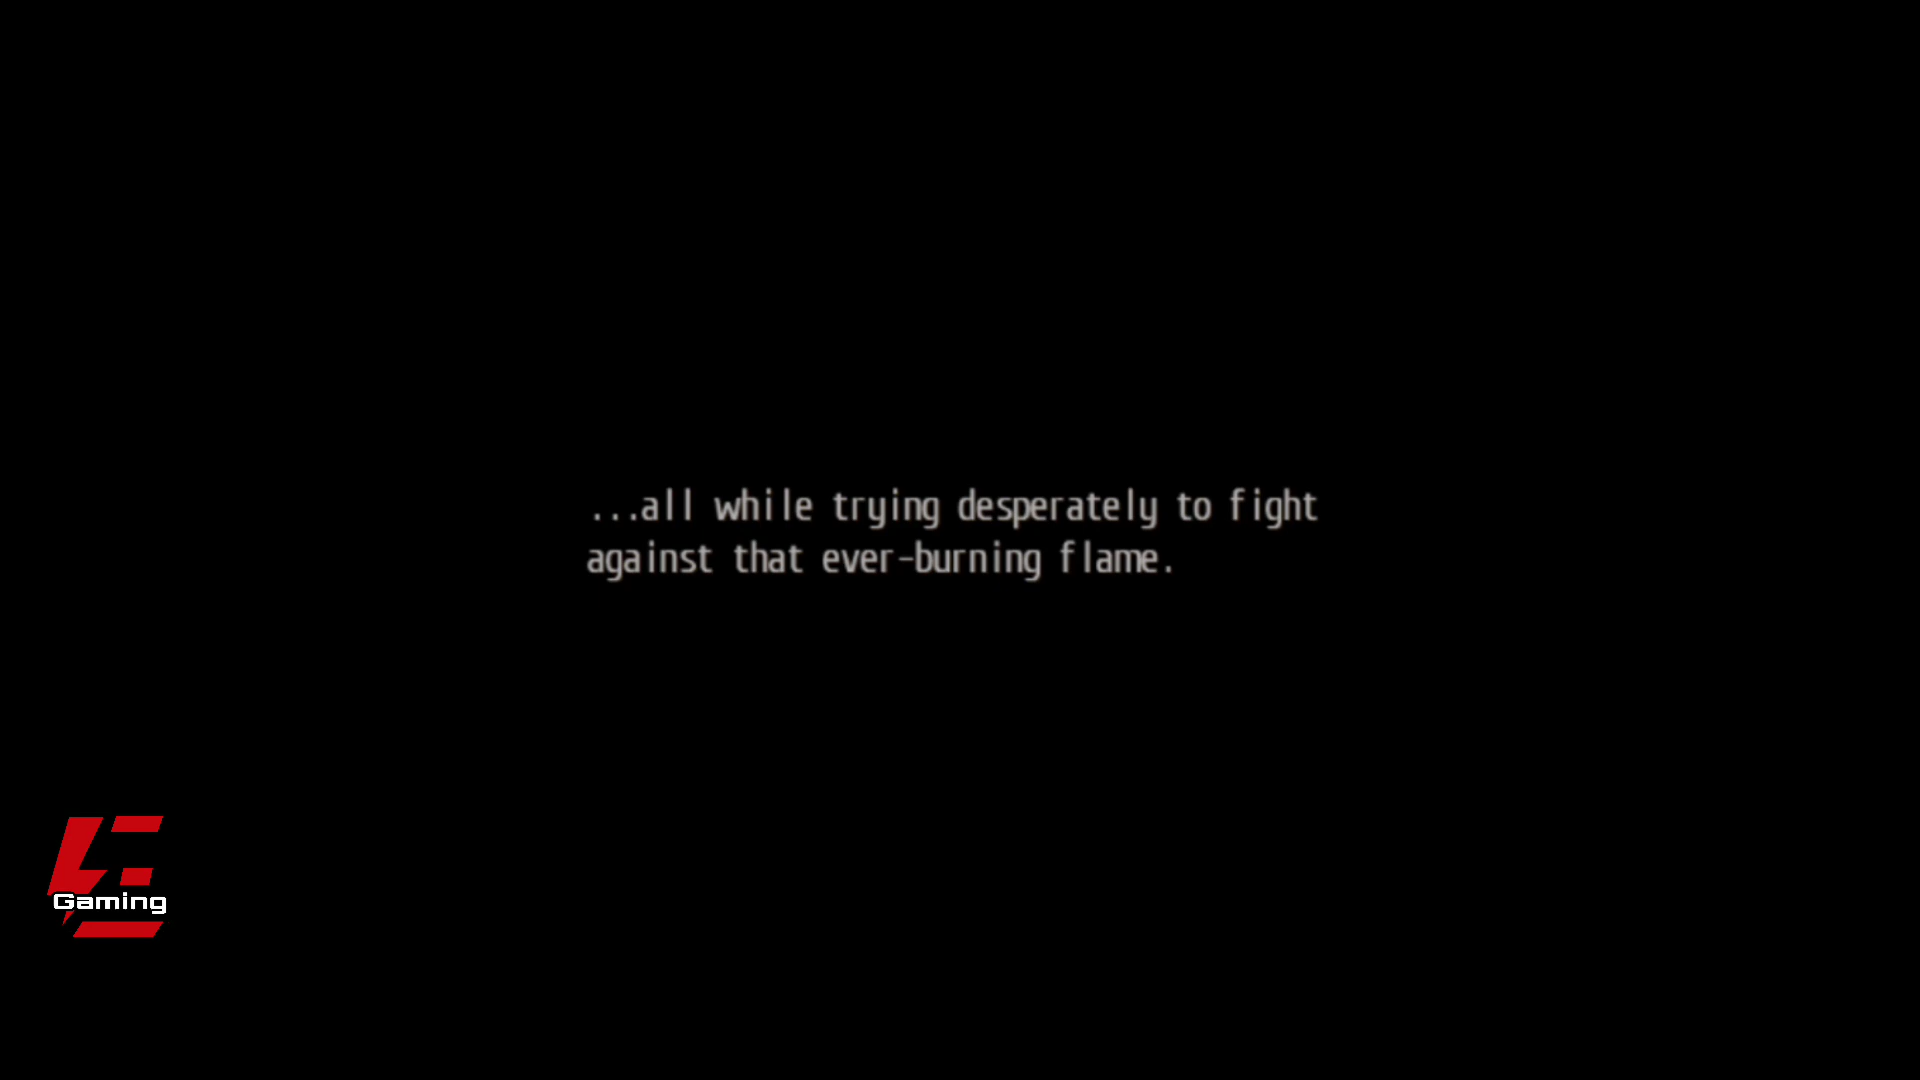 ...all while trying desperately to fight
against that ever-burning flame.
Gaming